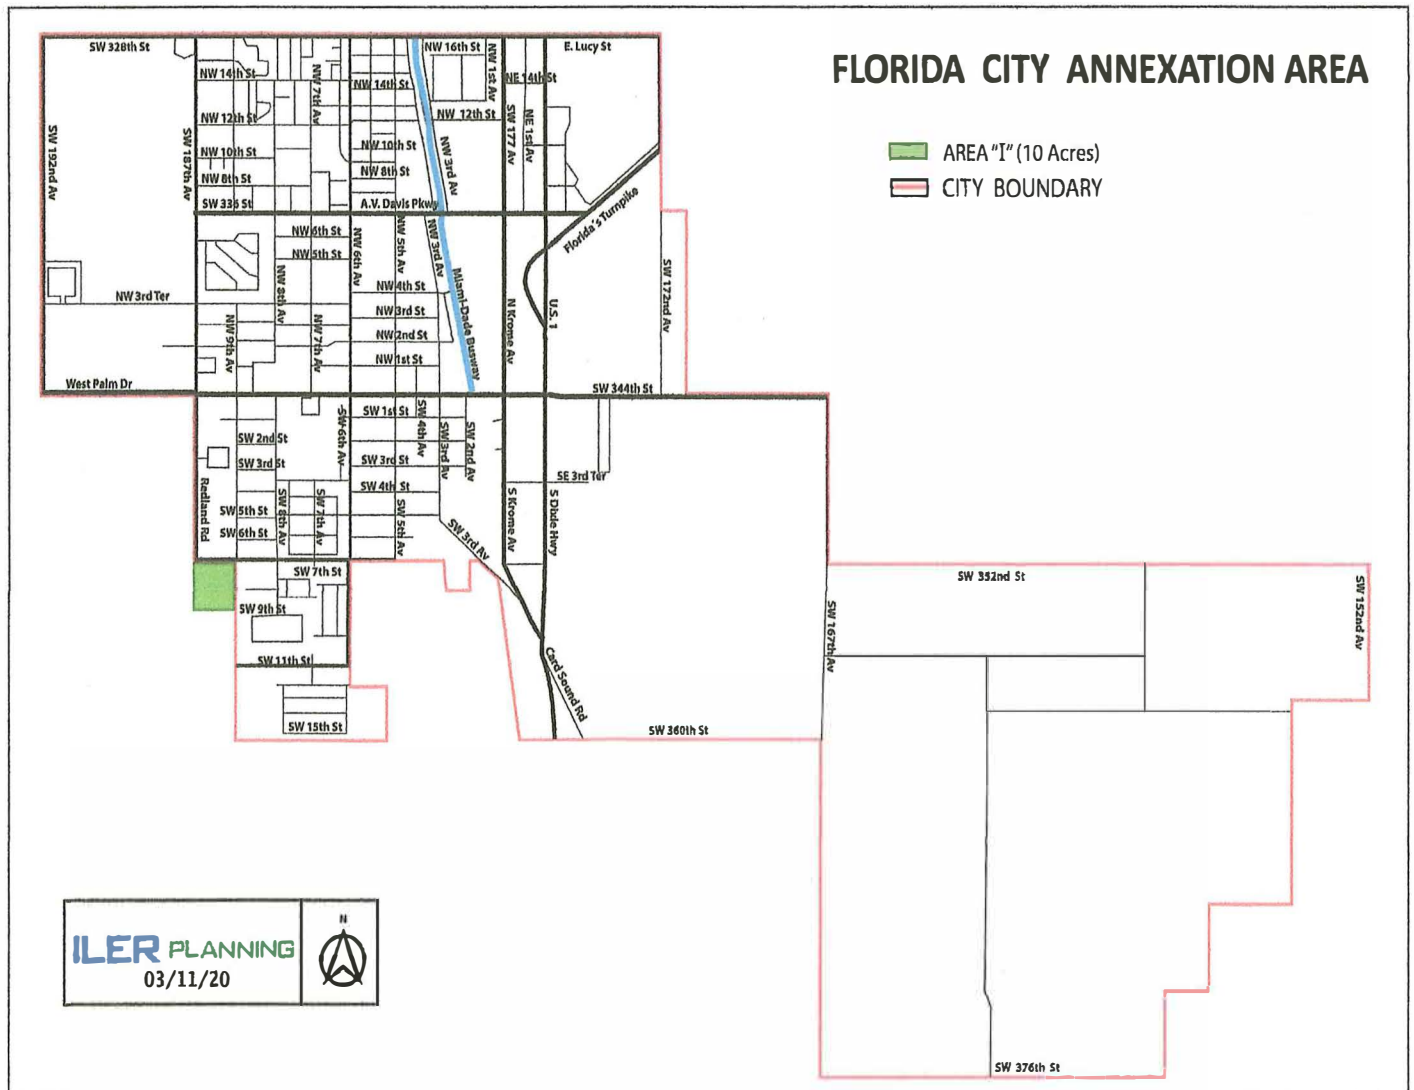 FLORIDA CITY ANNEXATION AREA
AREA "I" (10 Acres)
CITY BOUNDARY
SW 328th St
NW 16th St
E. Lucy St
NW 14th St
NW 7th Av
NW 14th St
NW 1st Av
NE 14th St
NW 12th St
NW 12th St
SW 177 Av
NE 1st Av
SW 192nd Av
SW 187th Av
NW 10th St
NW 10th St
NW 3rd Av
NW 8th St
NW 8th St
SW 336 St
A.V. Davis Pkwy
Florida's Turnpike
NW 6th St
NW 5th St
NW 6th Av
NW 5th Av
NW 3rd Av
SW 172nd Av
NW 8th Av
NW 4th St
Miami-Dade Busway
NW 3rd Ter
NW 3rd St
N Krome Av
U.S. 1
NW 9th Av
NW 7th Av
NW 2nd St
NW 1st St
West Palm Dr
SW 344th St
SW 1st St
SW 6th Av
SW 4th Av
SW 3rd Av
SW 2nd Av
SW 2nd St
SW 3rd St
SW 3rd St
SE 3rd Ter
Redland Rd
SW 4th St
SW 8th Av
SW 7th Av
SW 5th Av
S Krome Av
S Dixie Hwy
SW 5th St
SW 6th St
SW 3rd Av
SW 7th St
SW 352nd St
SW 152nd Av
SW 9th St
SW 167th Av
SW 11th St
Card Sound Rd
SW 15th St
SW 360th St
SW 376th St
ILER PLANNING
03/11/20
N